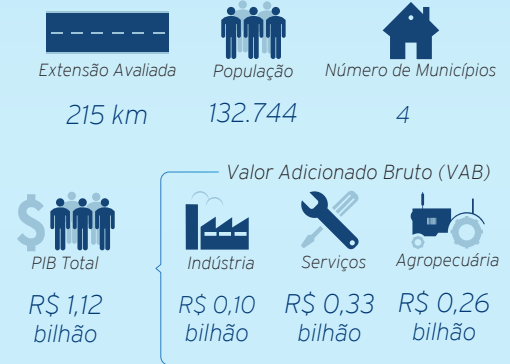 Extensão Avaliada
População
Número de Municípios
215 km
132.744
4
Valor Adicionado Bruto (VAB)
$
PIB Total
Indústria
Serviços
Agropecuária
R$ 1,12
bilhão
R$ 0,10
bilhão
R$ 0,33
bilhão
R$ 0,26
bilhão